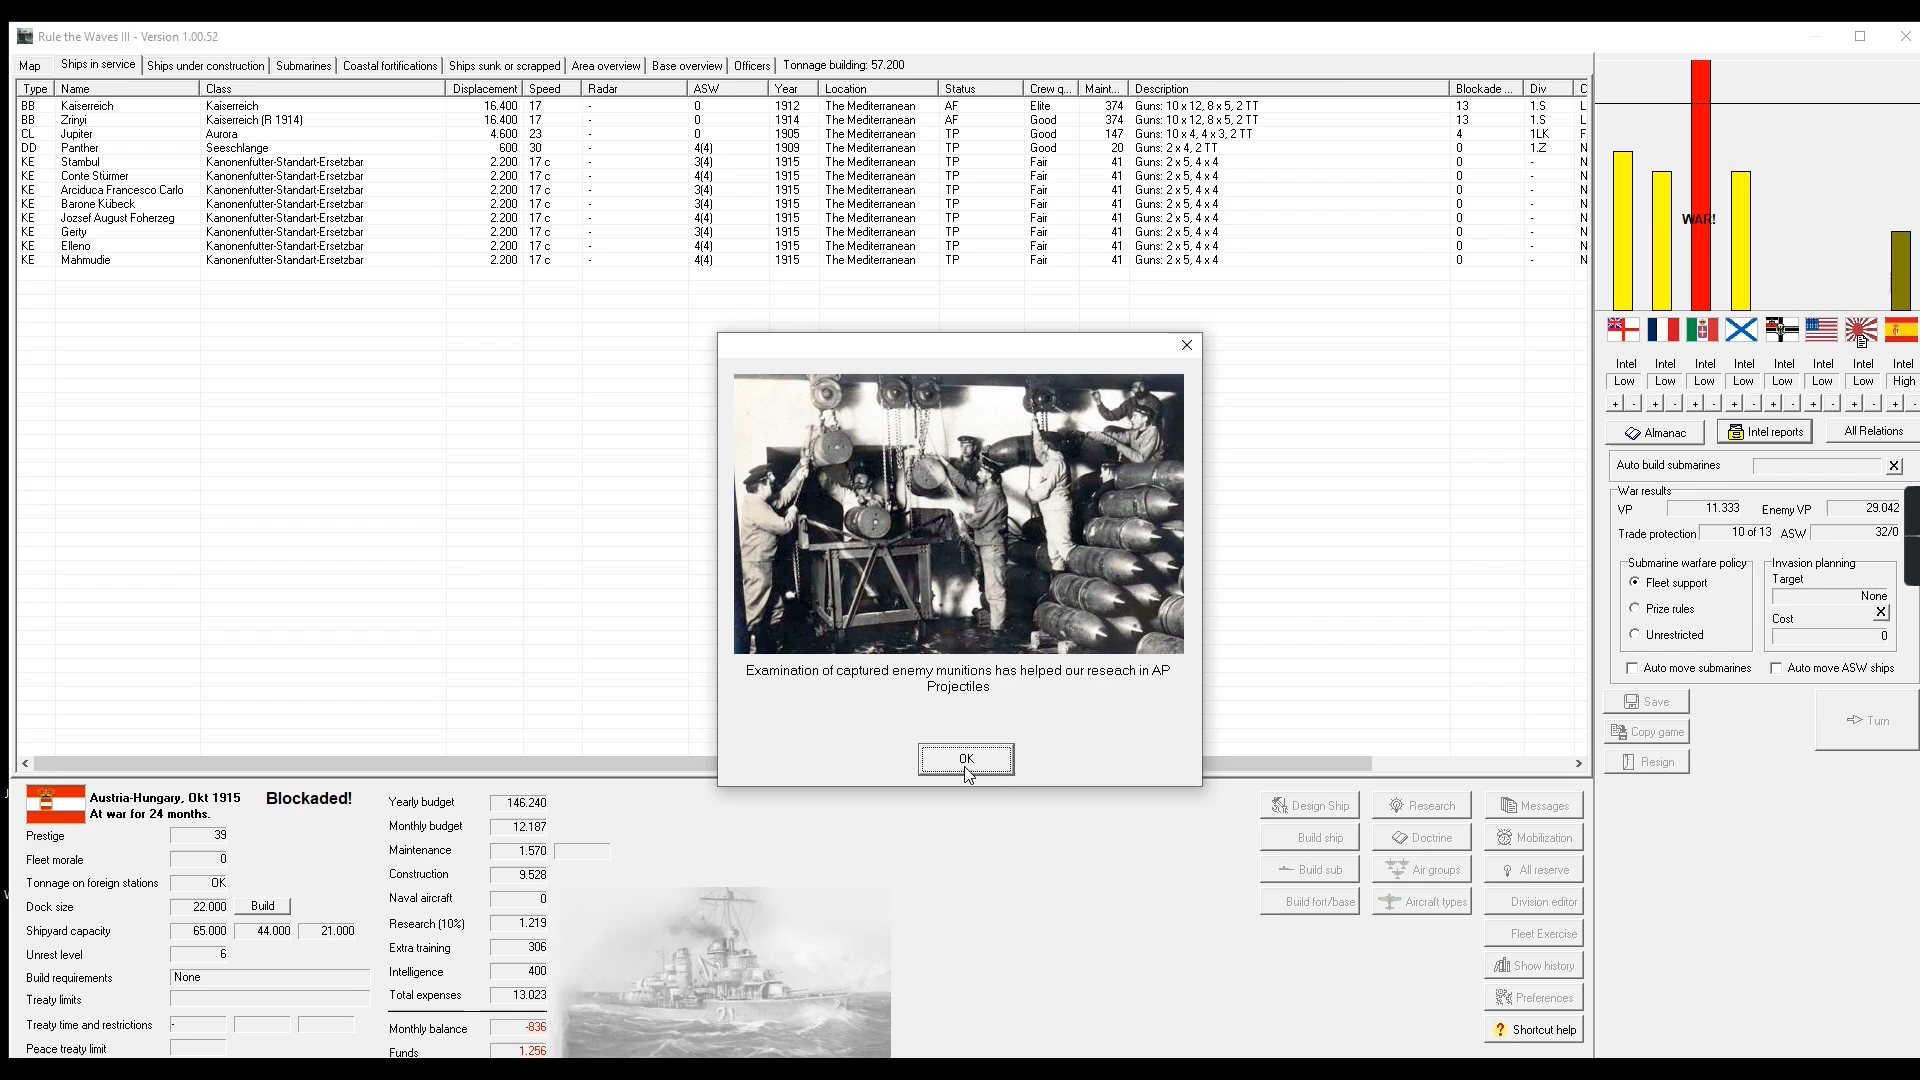 Rule the Waves III - Version 1.00.52
Map Ships in service Ships under construction Submarines Coastal fortifications Ships sunk or scrapped Area overview Base overview Officers Tonnage building: 57.200
Type Name Class Displacement Speed Radar ASW Year Location Status Crew q... Maint... Description Blockade ... Div C
BB Kaiserreich Kaiserreich 16.400 17 - 0 1912 The Mediterranean AF Elite 374 Guns: 10 x 12, 8 x 5, 2 TT 13 1.S L
BB Zrinyi Kaiserreich (R 1914) 16.400 17 - 0 1914 The Mediterranean AF Good 374 Guns: 10 x 12, 8 x 5, 2 TT 13 1.S L
CL Jupiter Aurora 4.600 23 - 0 1905 The Mediterranean TP Good 147 Guns: 10 x 4, 4 x 3, 2 TT 4 1LK F
DD Panther Seeschlange 600 30 - 4(4) 1909 The Mediterranean TP Good 20 Guns: 2 x 4, 2 TT 0 1.Z N
KE Stambul Kanonenfutter-Standart-Ersetzbar 2.200 17 c - 3(4) 1915 The Mediterranean TP Fair 41 Guns: 2 x 5, 4 x 4 0 - N
KE Conte Stürmer Kanonenfutter-Standart-Ersetzbar 2.200 17 c - 4(4) 1915 The Mediterranean TP Fair 41 Guns: 2 x 5, 4 x 4 0 - N
KE Arciduca Francesco Carlo Kanonenfutter-Standart-Ersetzbar 2.200 17 c - 3(4) 1915 The Mediterranean TP Fair 41 Guns: 2 x 5, 4 x 4 0 - N
KE Barone Kübeck Kanonenfutter-Standart-Ersetzbar 2.200 17 c - 3(4) 1915 The Mediterranean TP Fair 41 Guns: 2 x 5, 4 x 4 0 - N
KE Jozsef August Foherzeg Kanonenfutter-Standart-Ersetzbar 2.200 17 c - 4(4) 1915 The Mediterranean TP Fair 41 Guns: 2 x 5, 4 x 4 0 - N
KE Gerty Kanonenfutter-Standart-Ersetzbar 2.200 17 c - 3(4) 1915 The Mediterranean TP Fair 41 Guns: 2 x 5, 4 x 4 0 - N
KE Elleno Kanonenfutter-Standart-Ersetzbar 2.200 17 c - 4(4) 1915 The Mediterranean TP Fair 41 Guns: 2 x 5, 4 x 4 0 - N
KE Mahmudie Kanonenfutter-Standart-Ersetzbar 2.200 17 c - 4(4) 1915 The Mediterranean TP Fair 41 Guns: 2 x 5, 4 x 4 0 - N
WAR!
Intel Intel Intel Intel Intel Intel Intel Intel
Low Low Low Low Low Low Low High
+ - + - + - + - + - + - + - + -
Almanac Intel reports All Relations
Auto build submarines X
War results
VP 11.333 Enemy VP 29.042
Trade protection 10 of 13 ASW 32/0
Submarine warfare policy Invasion planning
Fleet support Target
None
Prize rules Cost X
Unrestricted 0
Auto move submarines Auto move ASW ships
Save
Copy game Turn
Resign
Examination of captured enemy munitions has helped our reseach in AP
Projectiles
OK
Austria-Hungary, Okt 1915 Blockaded!
At war for 24 months.
Prestige 39
Fleet morale 0
Tonnage on foreign stations OK
Dock size 22.000 Build
Shipyard capacity 65.000 44.000 21.000
Unrest level 6
Build requirements None
Treaty limits
Treaty time and restrictions -
Peace treaty limit
Yearly budget 146.240
Monthly budget 12.187
Maintenance 1.570
Construction 9.528
Naval aircraft 0
Research (10%) 1.219
Extra training 306
Intelligence 400
Total expenses 13.023
Monthly balance -836
Funds 1.256
Design Ship Research Messages
Build ship Doctrine Mobilization
Build sub Air groups All reserve
Build fort/base Aircraft types Division editor
Fleet Exercise
Show history
Preferences
Shortcut help